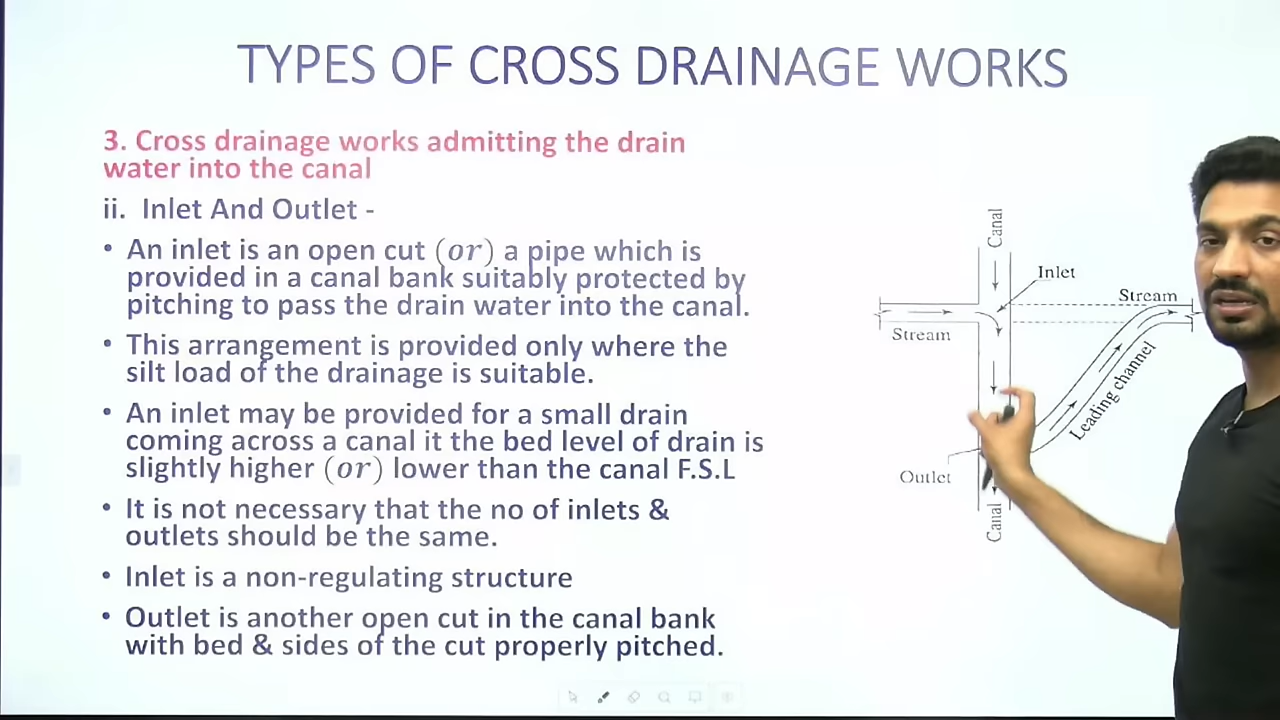 TYPES OF CROSS DRAINAGE WORKS
3. Cross drainage works admitting the drain
water into the canal
ii. Inlet And Outlet -
• An inlet is an open cut (or) a pipe which is
provided in a canal bank suitably protected by
pitching to pass the drain water into the canal.
• This arrangement is provided only where the
silt load of the drainage is suitable.
• An inlet may be provided for a small drain
coming across a canal it the bed level of drain is
slightly higher (or) lower than the canal F.S.L
• It is not necessary that the no of inlets &
outlets should be the same.
• Inlet is a non-regulating structure
• Outlet is another open cut in the canal bank
with bed & sides of the cut properly pitched.
Canal
Inlet
Stream
Stream
Leading channel
Outlet
Canal